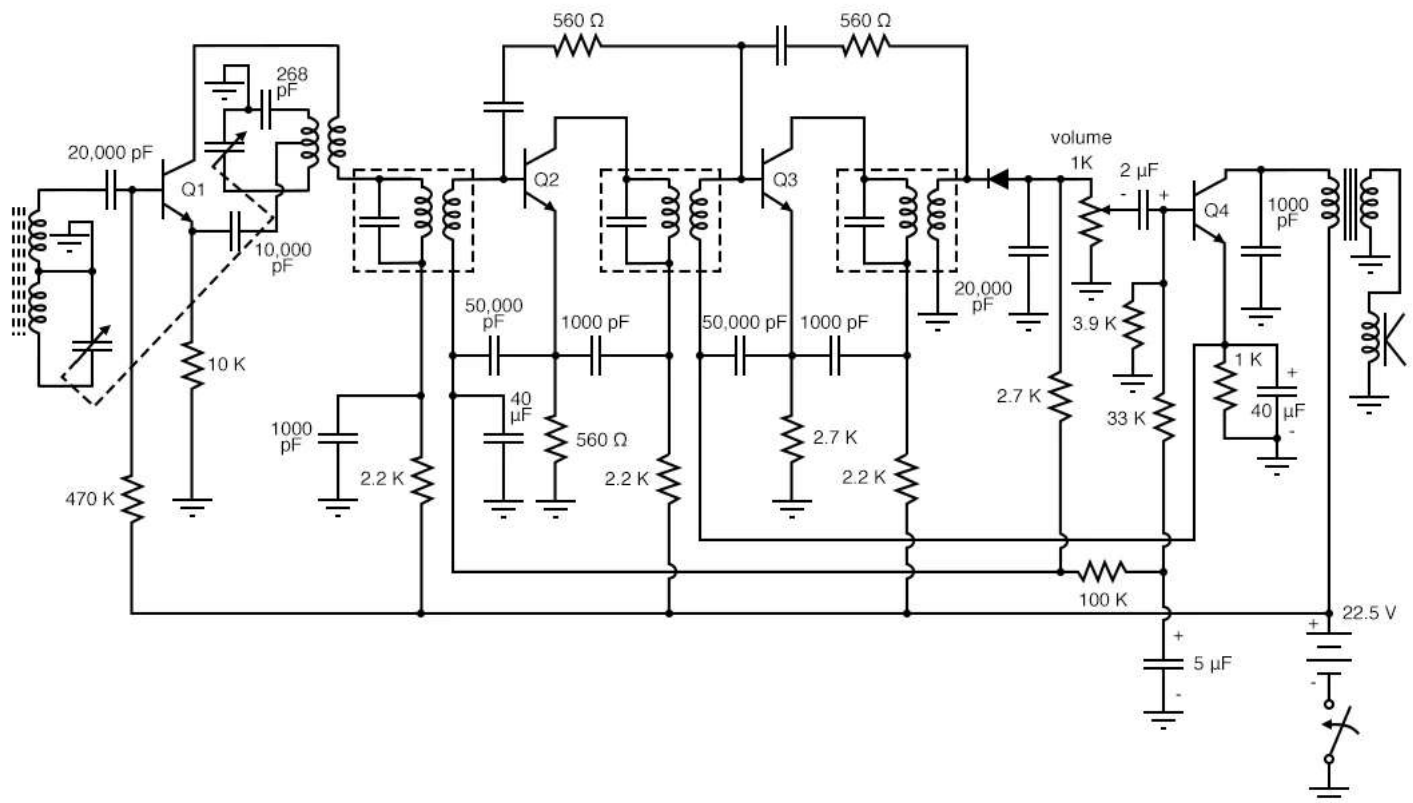 560 Ω
560 Ω
268
pF
volume
1K
20,000 pF
2 µF
-
+
Q1
Q2
Q3
Q4
1000
pF
10,000
pF
20,000
pF
50,000
pF
1000 pF
50,000 pF
1000 pF
3.9 K
10 K
1 K
+
40
µF
-
2.7 K
33 K
1000
pF
40
µF
560 Ω
2.7 K
470 K
2.2 K
2.2 K
2.2 K
100 K
22.5 V
+
-
+
5 µF
-